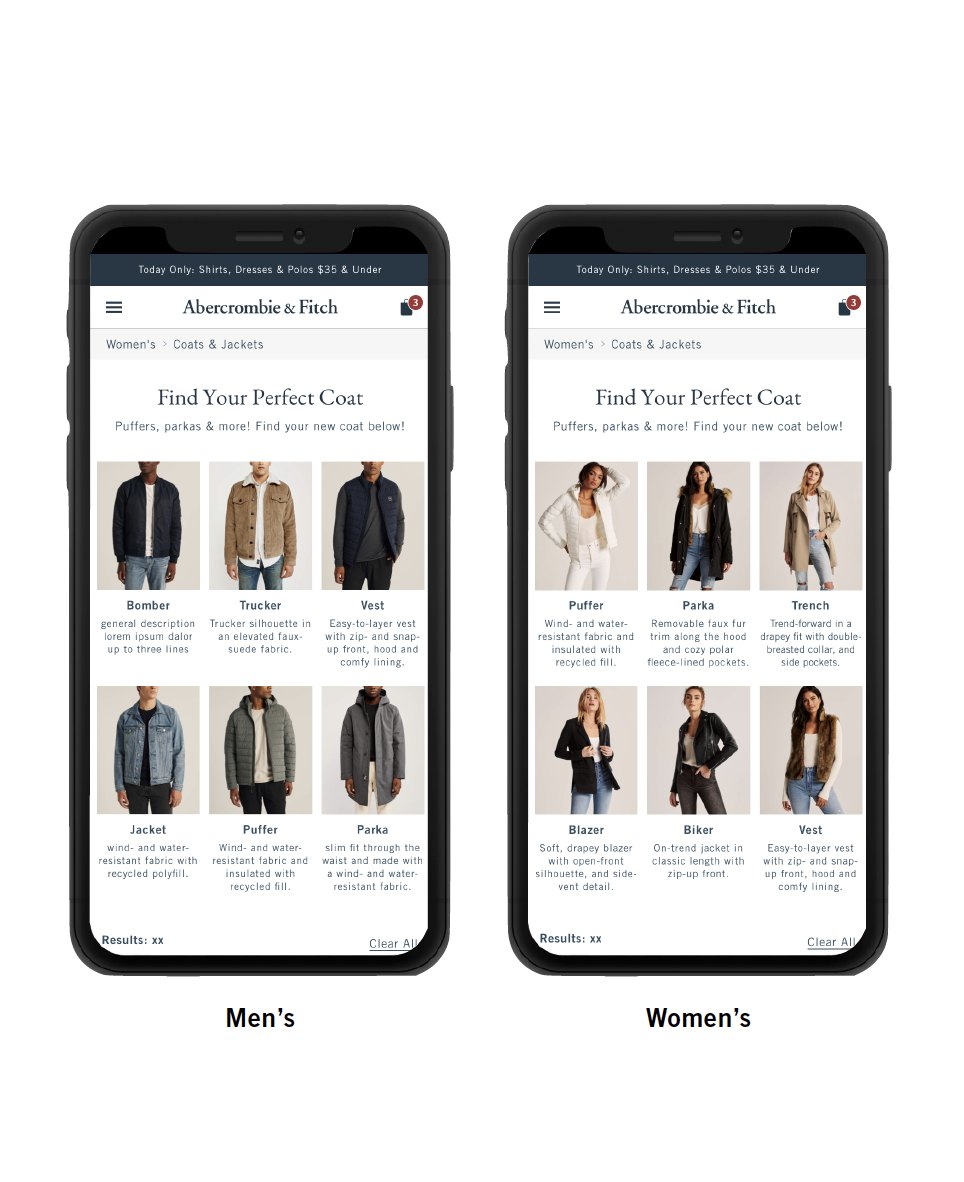 Today Only: Shirts, Dresses & Polos $35 & Under
Abercrombie & Fitch
3
Women's > Coats & Jackets
Find Your Perfect Coat
Puffers, parkas & more! Find your new coat below!
Bomber
general description
lorem ipsum dalor
up to three lines
Trucker
Trucker silhouette in
an elevated faux-
suede fabric.
Vest
Easy-to-layer vest
with zip- and snap-
up front, hood and
comfy lining.
Jacket
wind- and water-
resistant fabric with
recycled polyfill.
Puffer
Wind- and water-
resistant fabric and
insulated with
recycled fill.
Parka
slim fit through the
waist and made with
a wind- and water-
resistant fabric.
Results: xx
Clear All
Men's
Today Only: Shirts, Dresses & Polos $35 & Under
Abercrombie & Fitch
3
Women's > Coats & Jackets
Find Your Perfect Coat
Puffers, parkas & more! Find your new coat below!
Puffer
Wind- and water-
resistant fabric and
insulated with
recycled fill.
Parka
Removable faux fur
trim along the hood
and cozy polar
fleece-lined pockets.
Trench
Trend-forward in a
drapey fit with double-
breasted collar, and
side pockets.
Blazer
Soft, drapey blazer
with open-front
silhouette, and side-
vent detail.
Biker
On-trend jacket in
classic length with
zip-up front.
Vest
Easy-to-layer vest
with zip- and snap-
up front, hood and
comfy lining.
Results: xx
Clear All
Women's